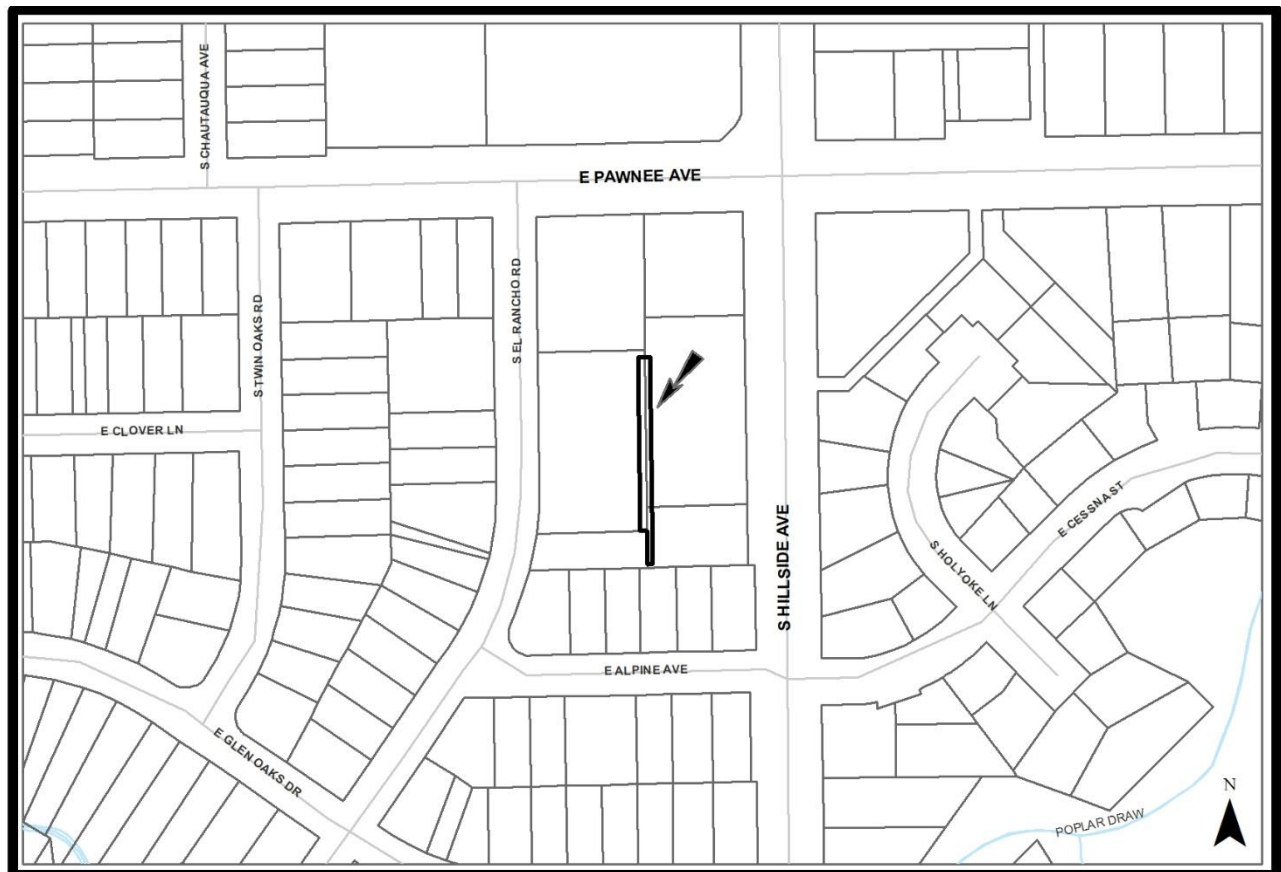 S CHAUTAUQUA AVE
E PAWNEE AVE
S TWIN OAKS RD
S EL RANCHO RD
E CLOVER LN
E CESSNA ST
S HILLSIDE AVE
S HOLYOKE LN
E ALPINE AVE
E GLEN OAKS DR
N
POPLAR DRAW